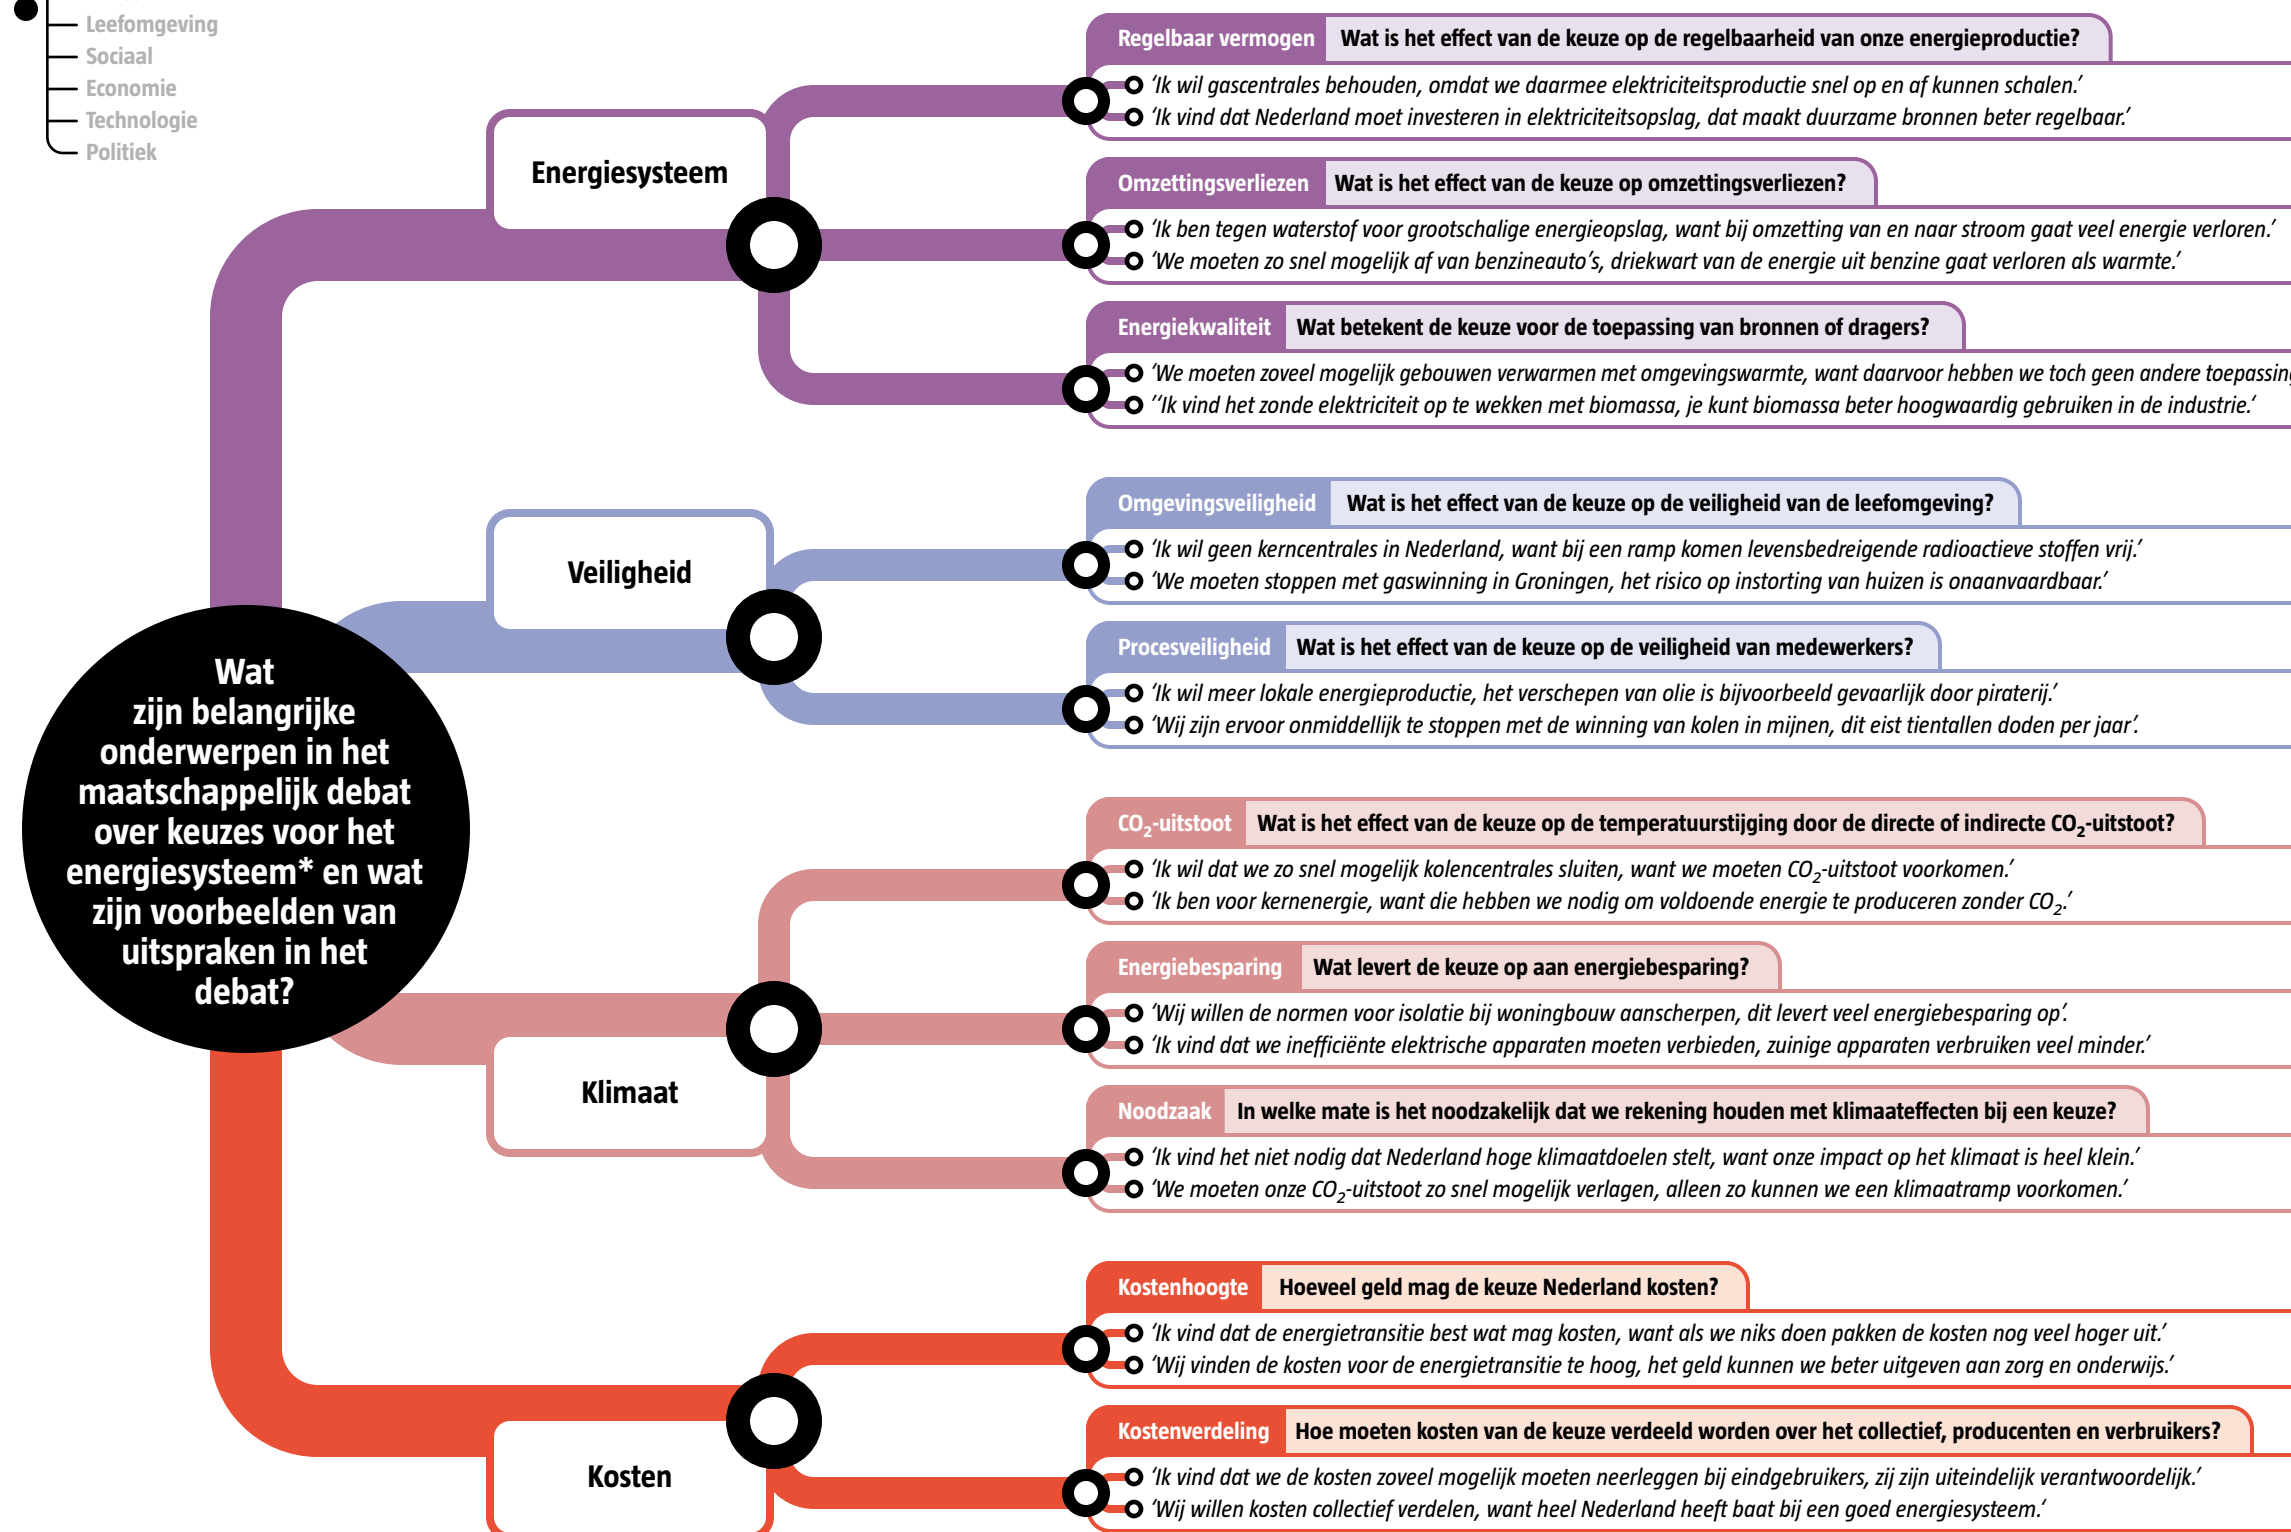 Leefomgeving
Sociaal
Economie
Technologie
Politiek
Wat
zijn belangrijke
onderwerpen in het
maatschappelijk debat
over keuzes voor het
energiesysteem* en wat
zijn voorbeelden van
uitspraken in het
debat?
Energiesysteem
Regelbaar vermogen Wat is het effect van de keuze op de regelbaarheid van onze energieproductie?
‘Ik wil gascentrales behouden, omdat we daarmee elektriciteitsproductie snel op en af kunnen schalen.’
‘Ik vind dat Nederland moet investeren in elektriciteitsopslag, dat maakt duurzame bronnen beter regelbaar.’
Omzettingsverliezen Wat is het effect van de keuze op omzettingsverliezen?
‘Ik ben tegen waterstof voor grootschalige energieopslag, want bij omzetting van en naar stroom gaat veel energie verloren.’
‘We moeten zo snel mogelijk af van benzineauto’s, driekwart van de energie uit benzine gaat verloren als warmte.’
Energiekwaliteit Wat betekent de keuze voor de toepassing van bronnen of dragers?
‘We moeten zoveel mogelijk gebouwen verwarmen met omgevingswarmte, want daarvoor hebben we toch geen andere toepassing
‘‘Ik vind het zonde elektriciteit op te wekken met biomassa, je kunt biomassa beter hoogwaardig gebruiken in de industrie.’
Veiligheid
Omgevingsveiligheid Wat is het effect van de keuze op de veiligheid van de leefomgeving?
‘Ik wil geen kerncentrales in Nederland, want bij een ramp komen levensbedreigende radioactieve stoffen vrij.’
‘We moeten stoppen met gaswinning in Groningen, het risico op instorting van huizen is onaanvaardbaar.’
Procesveiligheid Wat is het effect van de keuze op de veiligheid van medewerkers?
‘Ik wil meer lokale energieproductie, het verschepen van olie is bijvoorbeeld gevaarlijk door piraterij.’
‘Wij zijn ervoor onmiddellijk te stoppen met de winning van kolen in mijnen, dit eist tientallen doden per jaar’.
Klimaat
CO₂-uitstoot Wat is het effect van de keuze op de temperatuurstijging door de directe of indirecte CO₂-uitstoot?
‘Ik wil dat we zo snel mogelijk kolencentrales sluiten, want we moeten CO₂-uitstoot voorkomen.’
‘Ik ben voor kernenergie, want die hebben we nodig om voldoende energie te produceren zonder CO₂.’
Energiebesparing Wat levert de keuze op aan energiebesparing?
‘Wij willen de normen voor isolatie bij woningbouw aanscherpen, dit levert veel energiebesparing op’.
‘Ik vind dat we inefficiënte elektrische apparaten moeten verbieden, zuinige apparaten verbruiken veel minder.’
Noodzaak In welke mate is het noodzakelijk dat we rekening houden met klimaateffecten bij een keuze?
‘Ik vind het niet nodig dat Nederland hoge klimaatdoelen stelt, want onze impact op het klimaat is heel klein.’
‘We moeten onze CO₂-uitstoot zo snel mogelijk verlagen, alleen zo kunnen we een klimaatramp voorkomen.’
Kosten
Kostenhoogte Hoeveel geld mag de keuze Nederland kosten?
‘Ik vind dat de energietransitie best wat mag kosten, want als we niks doen pakken de kosten nog veel hoger uit.’
‘Wij vinden de kosten voor de energietransitie te hoog, het geld kunnen we beter uitgeven aan zorg en onderwijs.’
Kostenverdeling Hoe moeten kosten van de keuze verdeeld worden over het collectief, producenten en verbruikers?
‘Ik vind dat we de kosten zoveel mogelijk moeten neerleggen bij eindgebruikers, zij zijn uiteindelijk verantwoordelijk.’
‘Wij willen kosten collectief verdelen, want heel Nederland heeft baat bij een goed energiesysteem.’